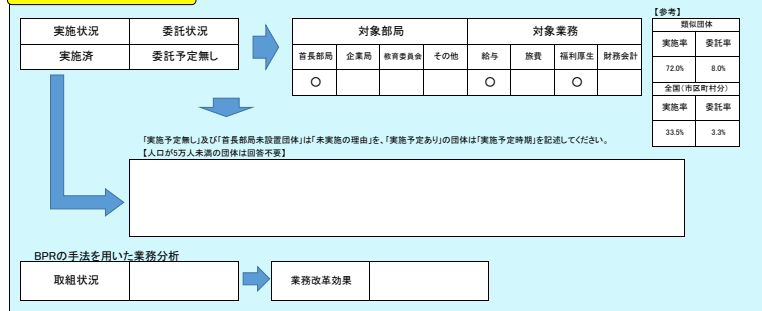 【参考】
実施状況 委託状況 対象部局 対象業務 類似団体
実施済 委託予定無し 首長部局 企業局 教育委員会 その他 給与 旅費 福利厚生 財務会計 実施率 委託率
○ ○ ○ 72.0% 8.0%
全国(市区町村分)
実施率 委託率
33.5% 3.3%
「実施予定無し」及び「首長部局未設置団体」は「未実施の理由」を、「実施予定あり」の団体は「実施予定時期」を記述してください。
【人口が5万人未満の団体は回答不要】
BPRの手法を用いた業務分析
取組状況 業務改革効果